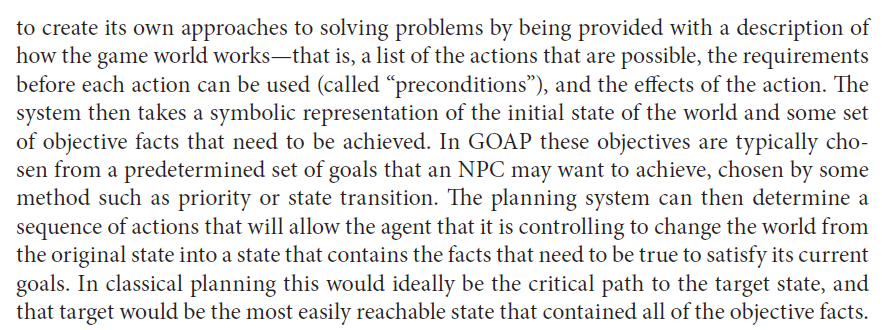 to create its own approaches to solving problems by being provided with a description of
how the game world works—that is, a list of the actions that are possible, the requirements
before each action can be used (called “preconditions”), and the effects of the action. The
system then takes a symbolic representation of the initial state of the world and some set
of objective facts that need to be achieved. In GOAP these objectives are typically cho-
sen from a predetermined set of goals that an NPC may want to achieve, chosen by some
method such as priority or state transition. The planning system can then determine a
sequence of actions that will allow the agent that it is controlling to change the world from
the original state into a state that contains the facts that need to be true to satisfy its current
goals. In classical planning this would ideally be the critical path to the target state, and
that target would be the most easily reachable state that contained all of the objective facts.